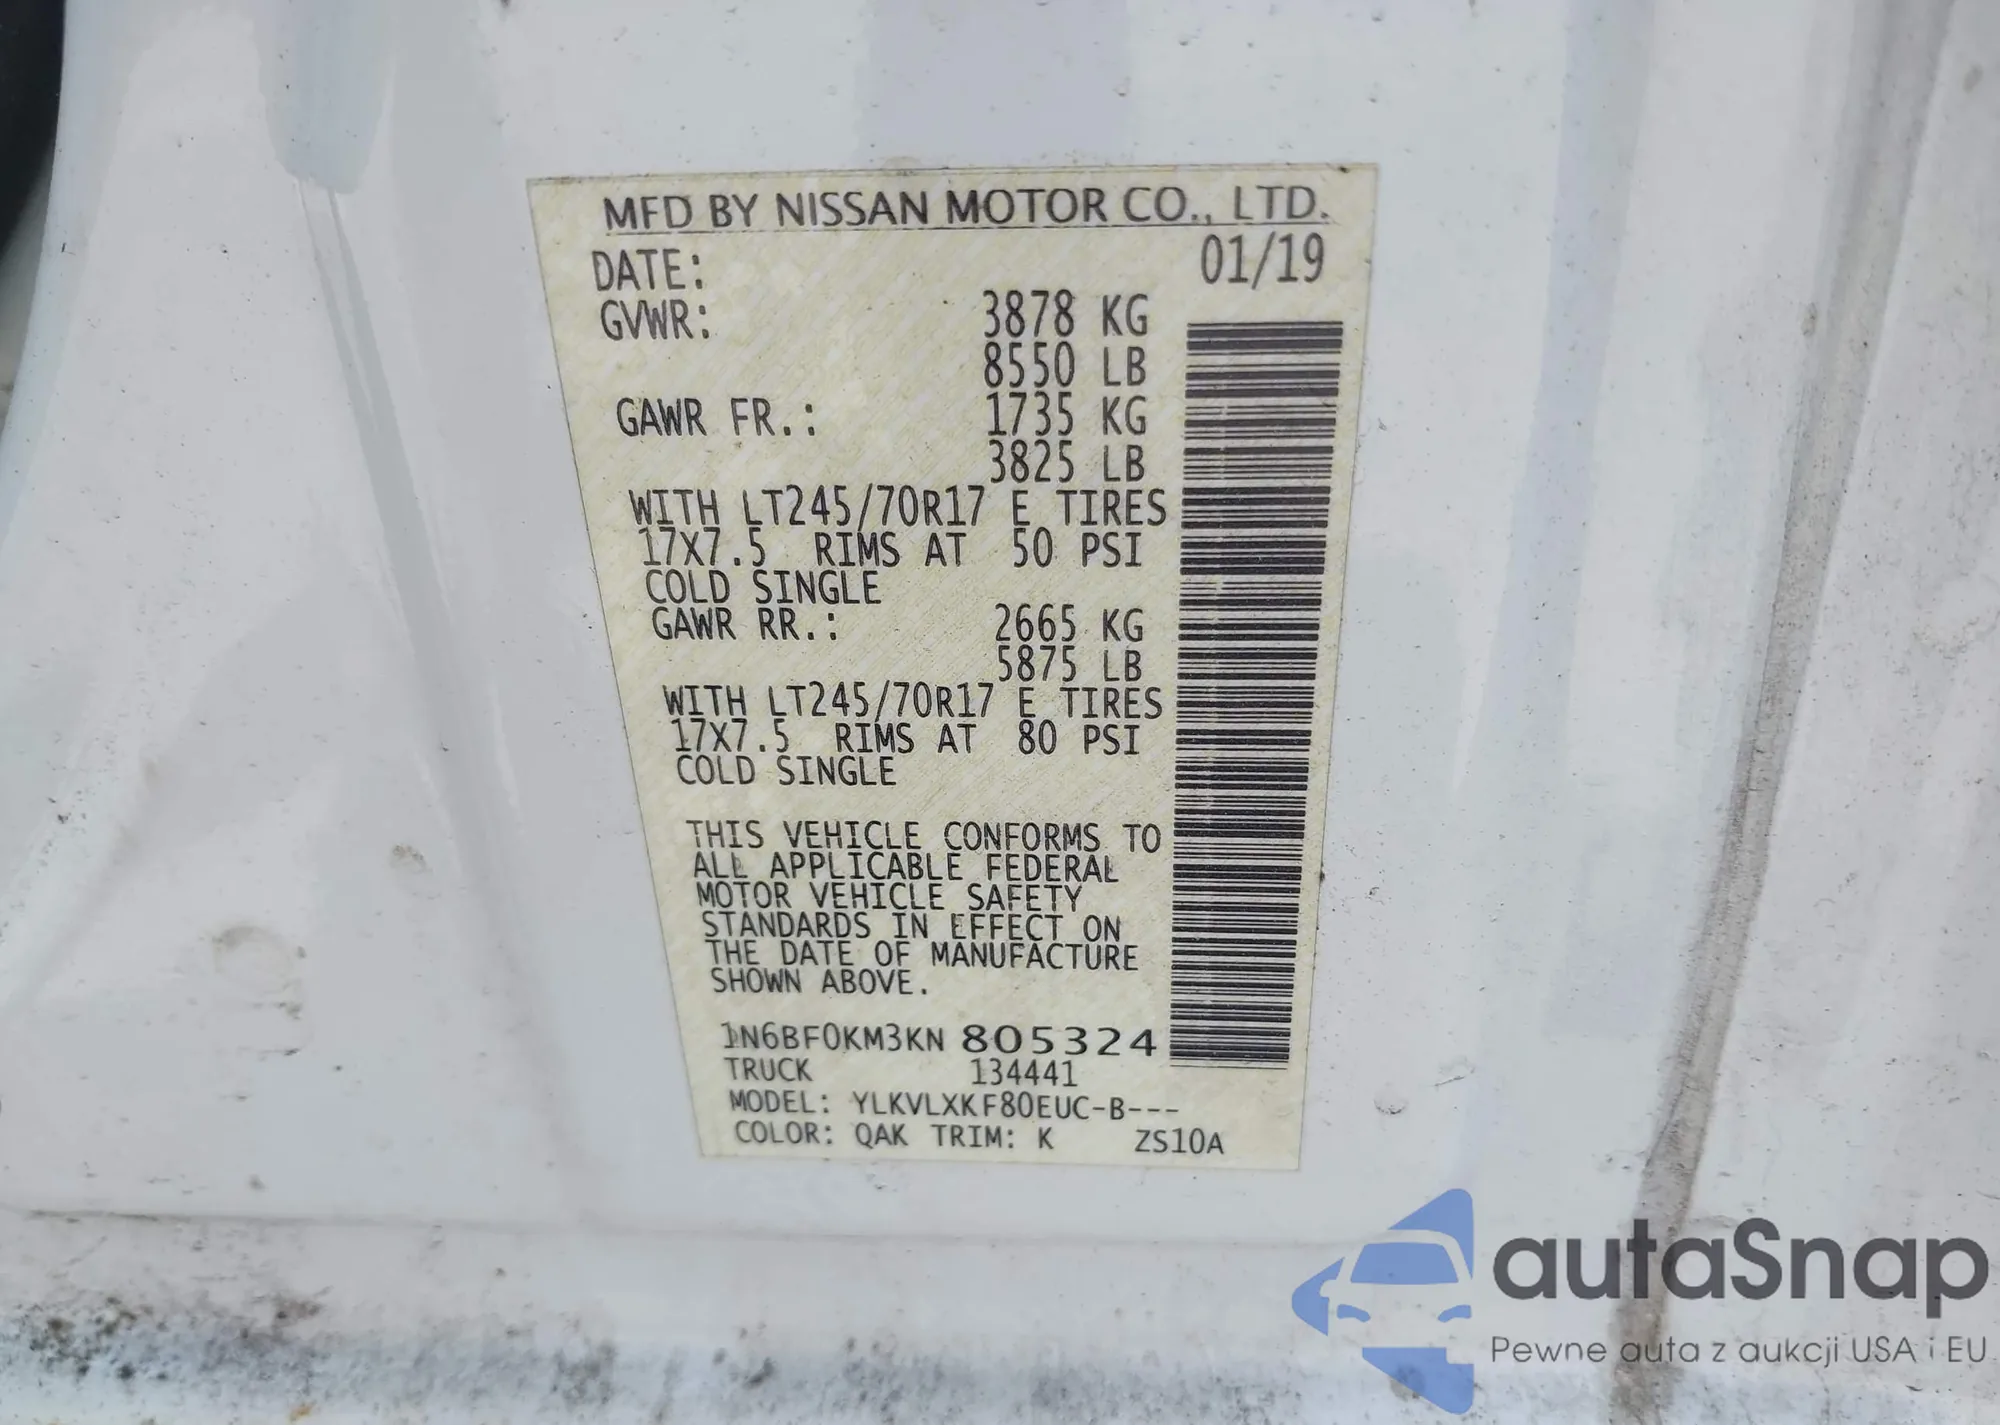 MFD BY NISSAN MOTOR CO., LTD.
DATE: 01/19
GVWR: 3878 KG
8550 LB
GAWR FR.: 1735 KG
3825 LB
WITH LT245/70R17 E TIRES
17X7.5 RIMS AT 50 PSI
COLD SINGLE
GAWR RR.: 2665 KG
5875 LB
WITH LT245/70R17 E TIRES
17X7.5 RIMS AT 80 PSI
COLD SINGLE
THIS VEHICLE CONFORMS TO
ALL APPLICABLE FEDERAL
MOTOR VEHICLE SAFETY
STANDARDS IN EFFECT ON
THE DATE OF MANUFACTURE
SHOWN ABOVE.
1N6BF0KM3KN 805324
TRUCK 134441
MODEL: YLKVLXKF80EUC-B---
COLOR: QAK TRIM: K ZS10A
autaSnap
Pewne auta z aukcji USA i EU